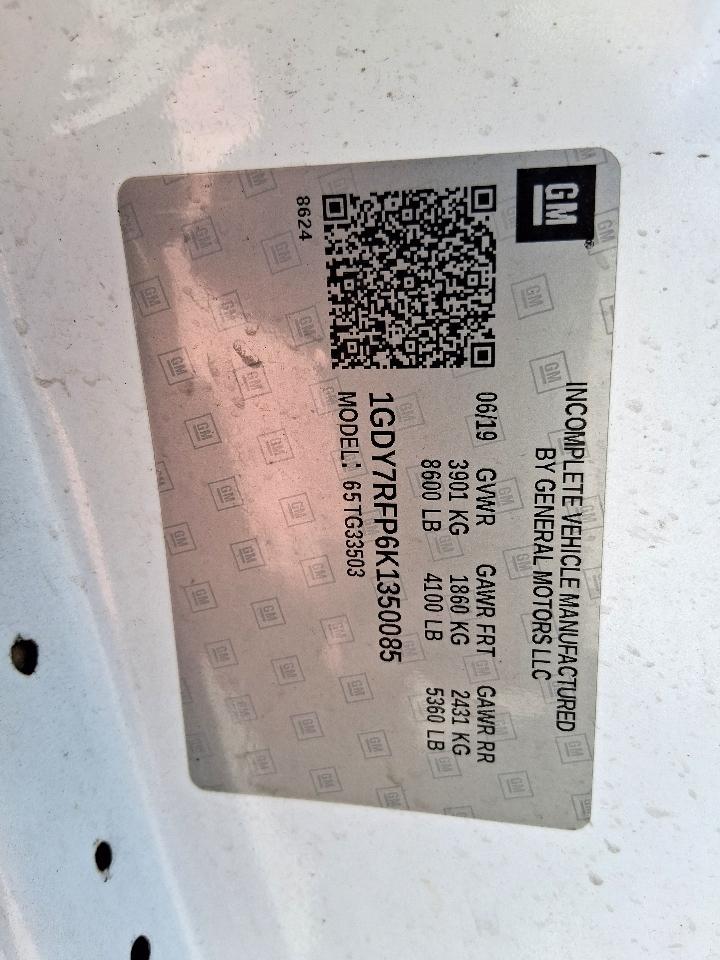 GM
INCOMPLETE VEHICLE MANUFACTURED
BY GENERAL MOTORS LLC
06/19 GVWR GAWR FRT GAWR RR
3901 KG 1860 KG 2431 KG
8600 LB 4100 LB 5360 LB
1GDY7RFP6K1350085
MODEL: 65TG33503
8624